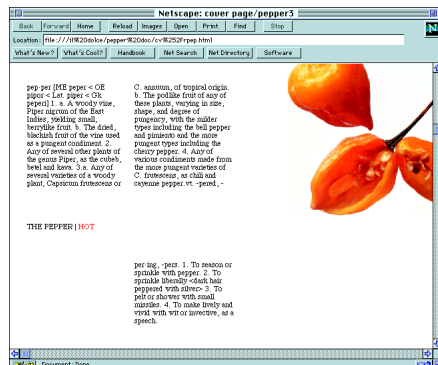 Netscape: cover page/pepper3
Back Forward Home Reload Images Open Print Find Stop
Location: file:///il%20dolce/pepper%20doc/cv%252Frpep.html
What's New? What's Cool? Handbook Net Search Net Directory Software
N
pep·per [ME peper < OE
pipor < Lat. piper < Gk
peperi] 1. a. A woody vine,
Piper nigrum of the East
Indies, yielding small,
berrylike fruit. b. The dried,
blackish fruit of the vine used
as a pungent condiment. 2.
Any of several other plants of
the genus Piper, as the cubeb,
betel and kava. 3.a. Any of
several varieties of a woody
plant, Capsicum frutescens or
C. annuum, of tropical origin.
b. The podlike fruit of any of
these plants, varying in size,
shape, and degree of
pungency, with the milder
types including the bell pepper
and pimiento and the more
pungent types including the
cherry pepper. 4. Any of
various condiments made from
the more pungent varieties of
C. frutescens, as chili and
cayenne pepper.vt. -pered, -
THE PEPPER | HOT
per·ing, -pers. 1. To season or
sprinkle with pepper. 2. To
sprinkle liberally <dark hair
peppered with silver> 3. To
pelt or shower with small
missiles. 4. To make lively and
vivid with wit or invective, as a
speech.
Document: Done